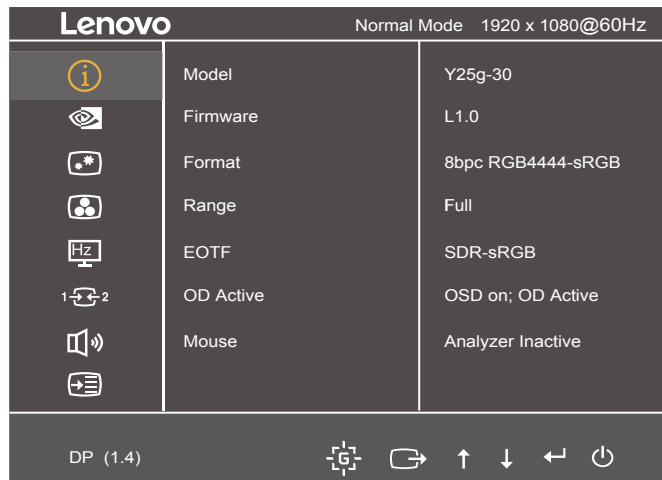 Lenovo Normal Mode 1920 x 1080@60Hz
i Model Y25g-30
Firmware L1.0
Format 8bpc RGB4444-sRGB
Range Full
Hz EOTF SDR-sRGB
1 2 OD Active OSD on; OD Active
Mouse Analyzer Inactive
DP (1.4) G